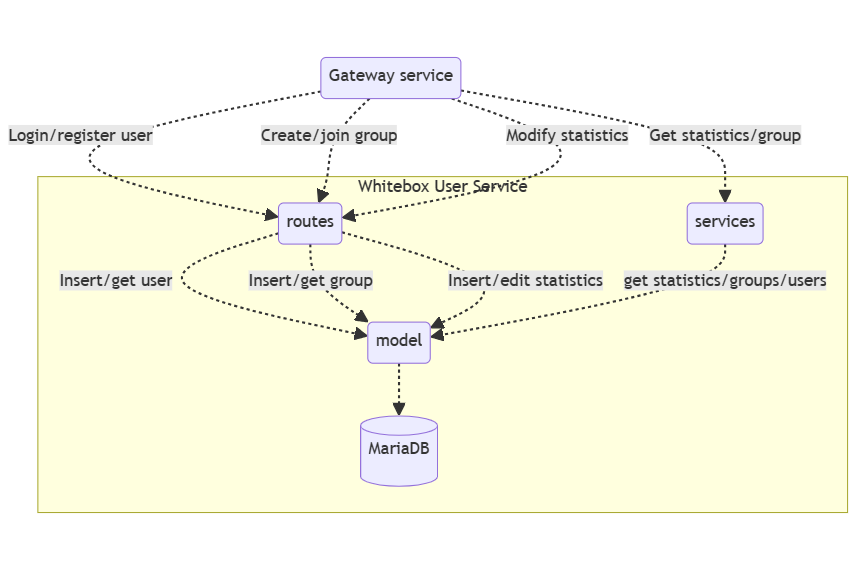 Gateway service
Login/register user
Create/join group
Modify statistics
Get statistics/group
Whitebox User Service
routes
services
Insert/get user
Insert/get group
Insert/edit statistics
get statistics/groups/users
model
MariaDB